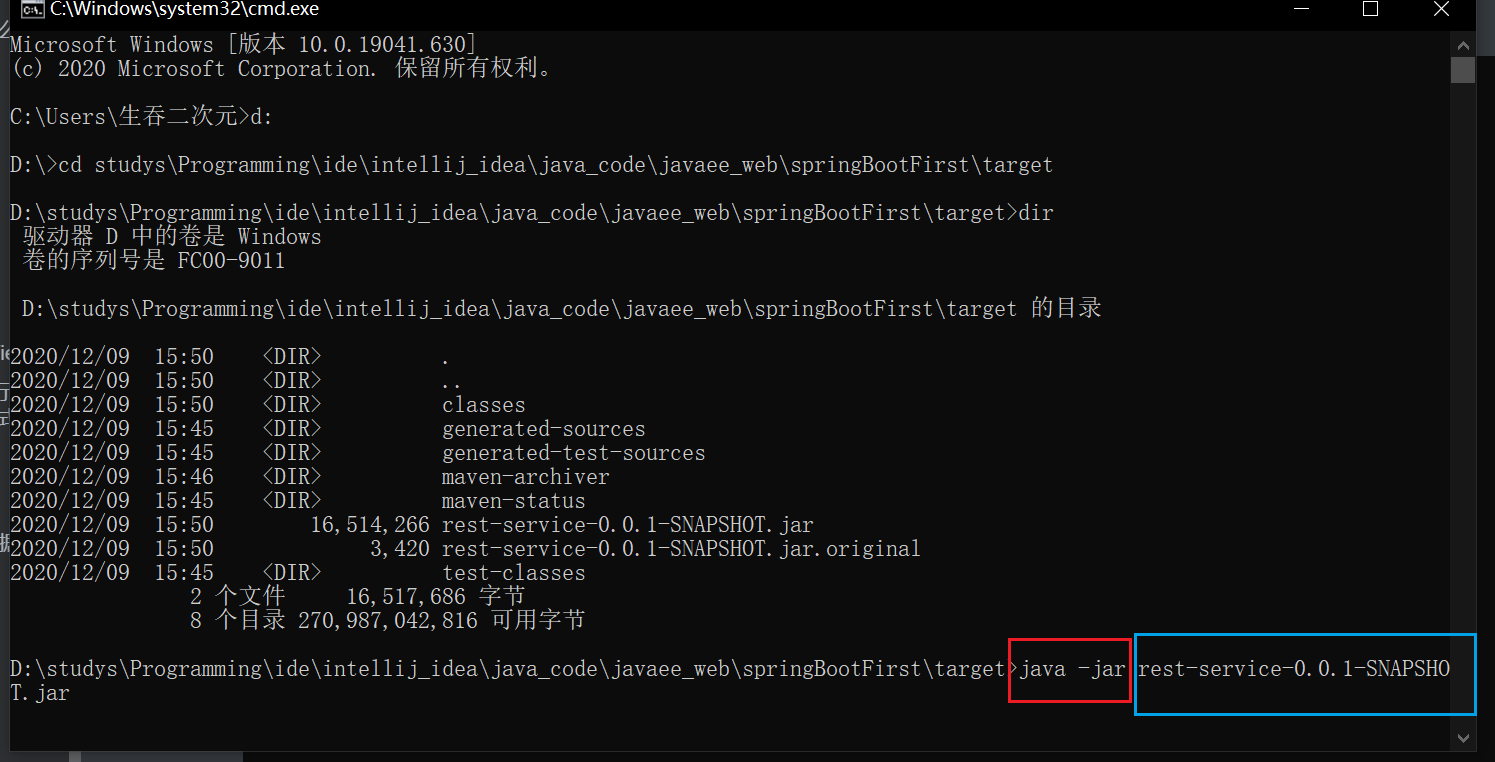 C:\Windows\system32\cmd.exe
Microsoft Windows [版本 10.0.19041.630]
(c) 2020 Microsoft Corporation. 保留所有权利。
C:\Users\生吞二次元>d:
D:\>cd studys\Programming\ide\intellij_idea\java_code\javaee_web\springBootFirst\target
D:\studys\Programming\ide\intellij_idea\java_code\javaee_web\springBootFirst\target>dir
驱动器 D 中的卷是 Windows
卷的序列号是 FC00-9011
D:\studys\Programming\ide\intellij_idea\java_code\javaee_web\springBootFirst\target 的目录
2020/12/09  15:50    <DIR>          .
2020/12/09  15:50    <DIR>          ..
2020/12/09  15:50    <DIR>          classes
2020/12/09  15:45    <DIR>          generated-sources
2020/12/09  15:45    <DIR>          generated-test-sources
2020/12/09  15:46    <DIR>          maven-archiver
2020/12/09  15:45    <DIR>          maven-status
2020/12/09  15:50        16,514,266 rest-service-0.0.1-SNAPSHOT.jar
2020/12/09  15:50             3,420 rest-service-0.0.1-SNAPSHOT.jar.original
2020/12/09  15:45    <DIR>          test-classes
2 个文件     16,517,686 字节
8 个目录 270,987,042,816 可用字节
D:\studys\Programming\ide\intellij_idea\java_code\javaee_web\springBootFirst\target>java -jar rest-service-0.0.1-SNAPSHO
T.jar